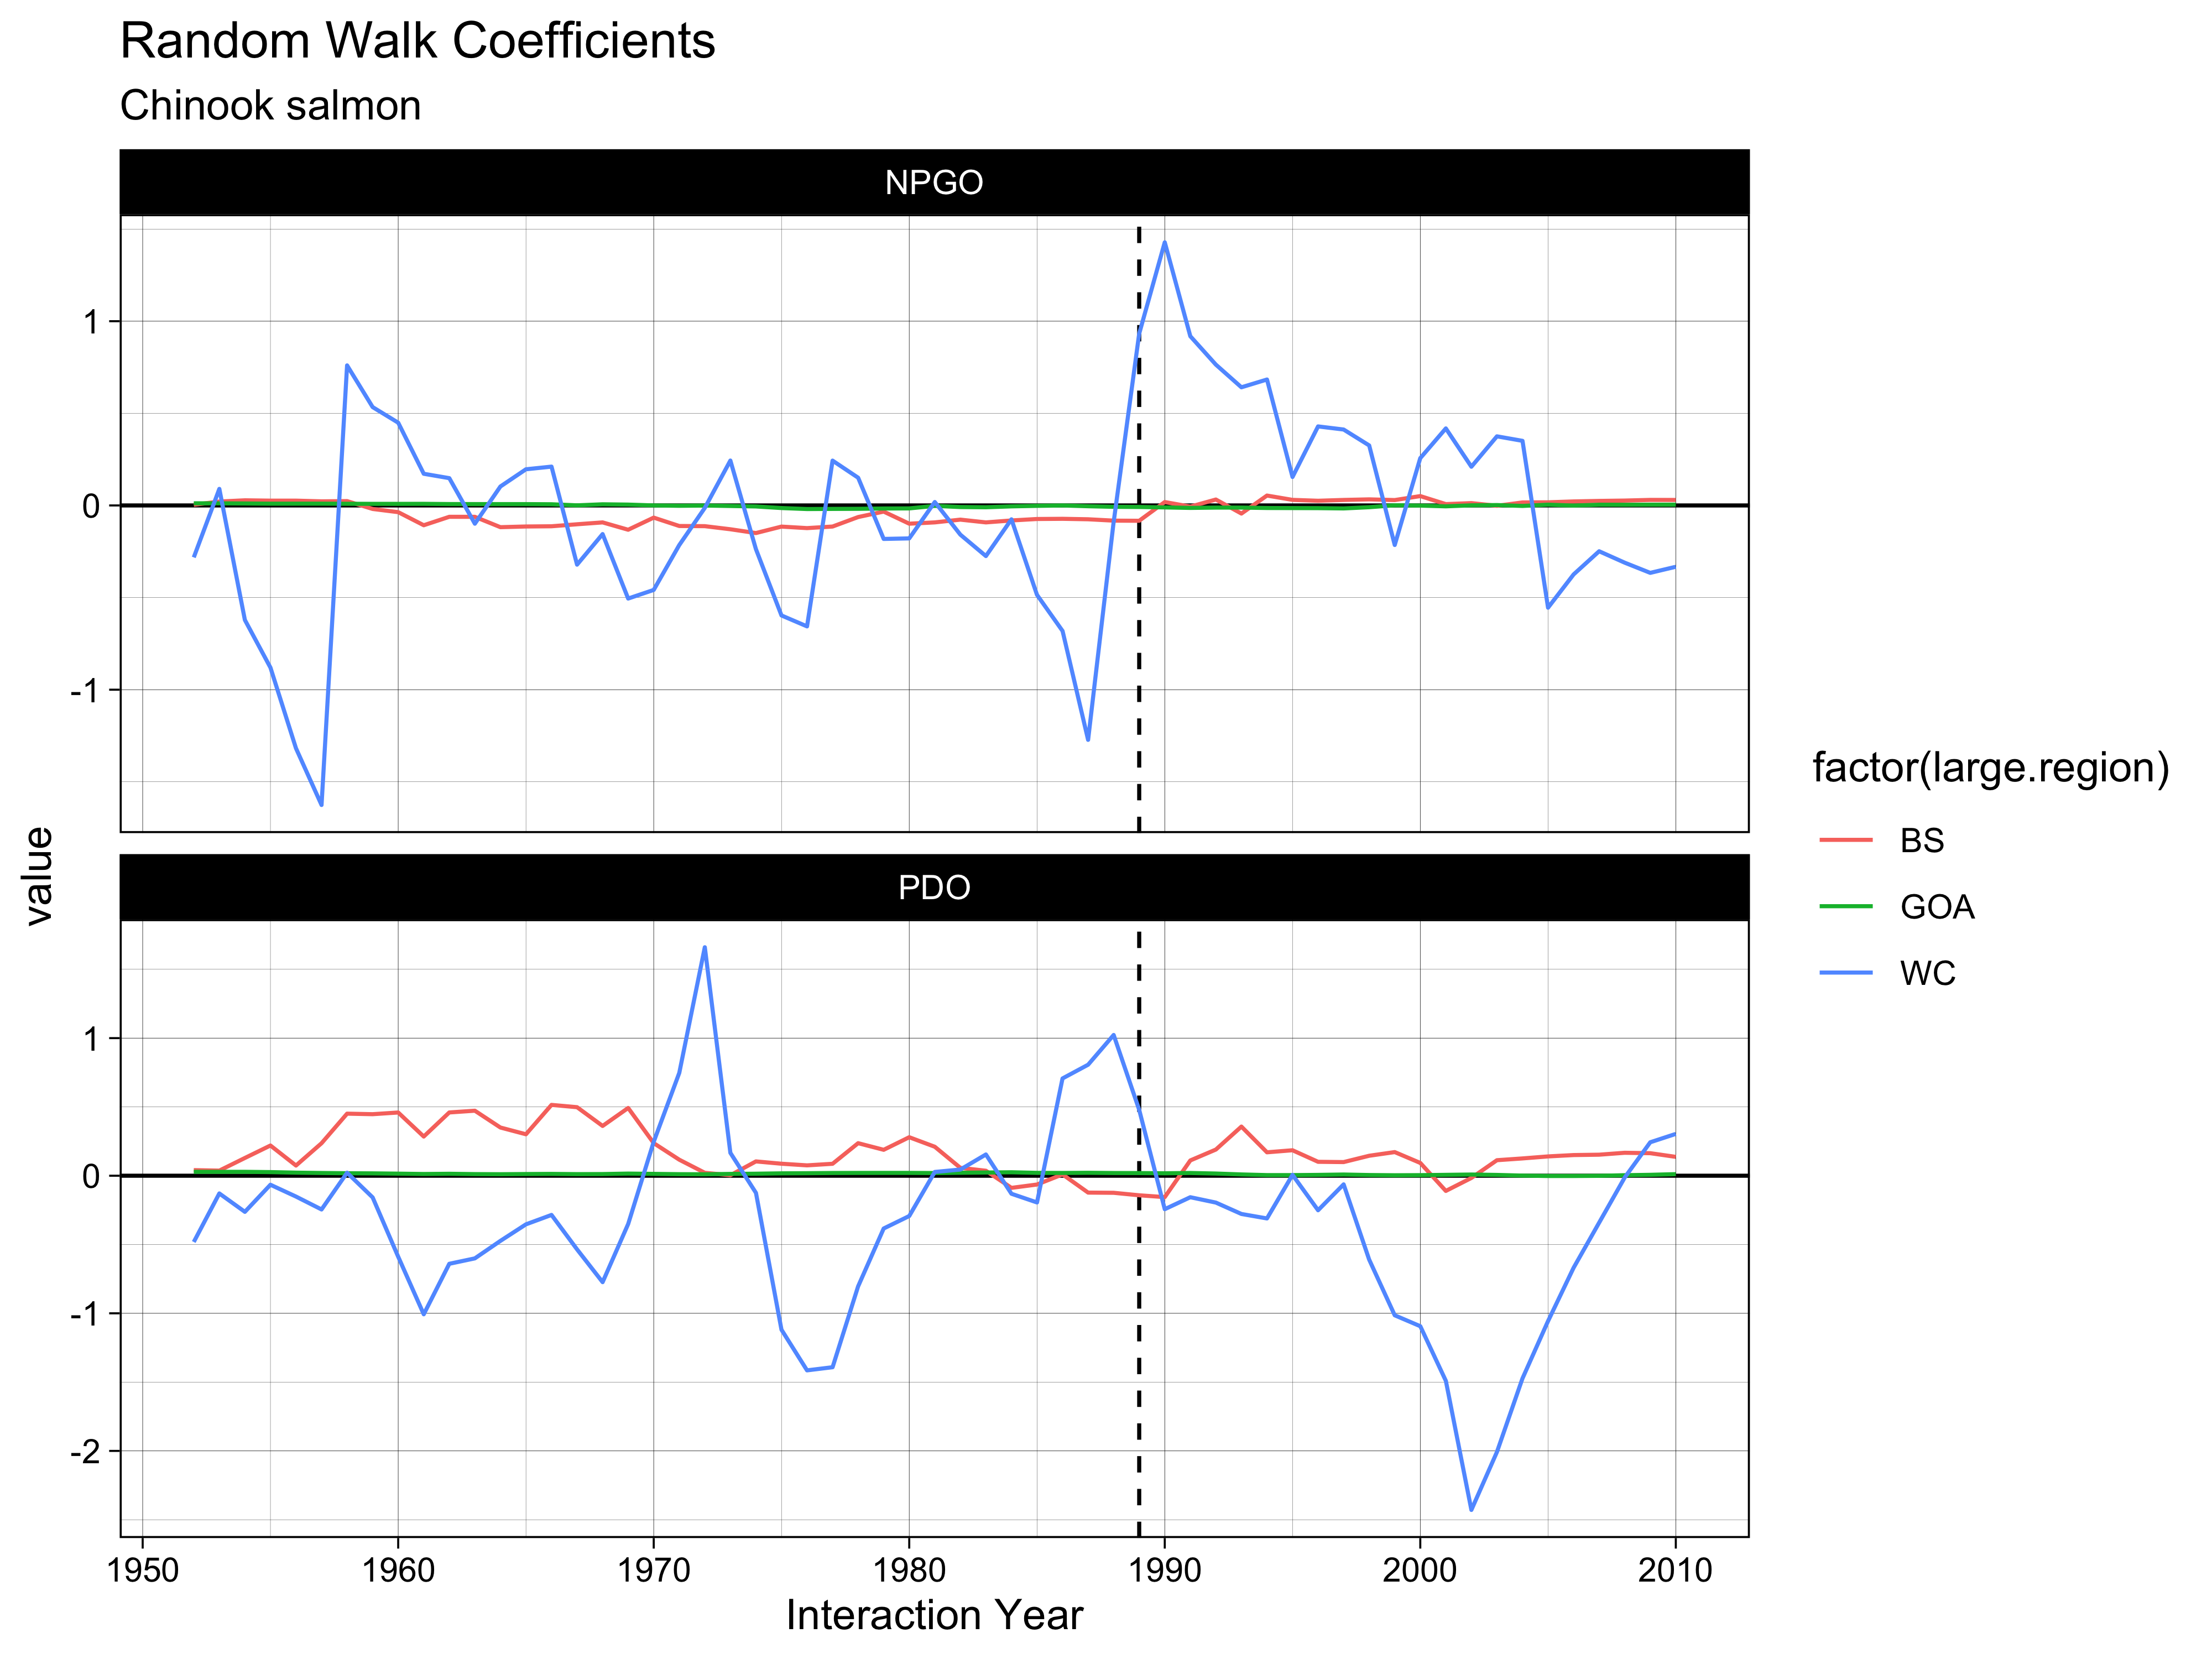 Random Walk Coefficients
Chinook salmon
NPGO
1
0
-1
value
PDO
1
0
-1
-2
1950 1960 1970 1980 1990 2000 2010
Interaction Year
factor(large.region)
BS
GOA
WC